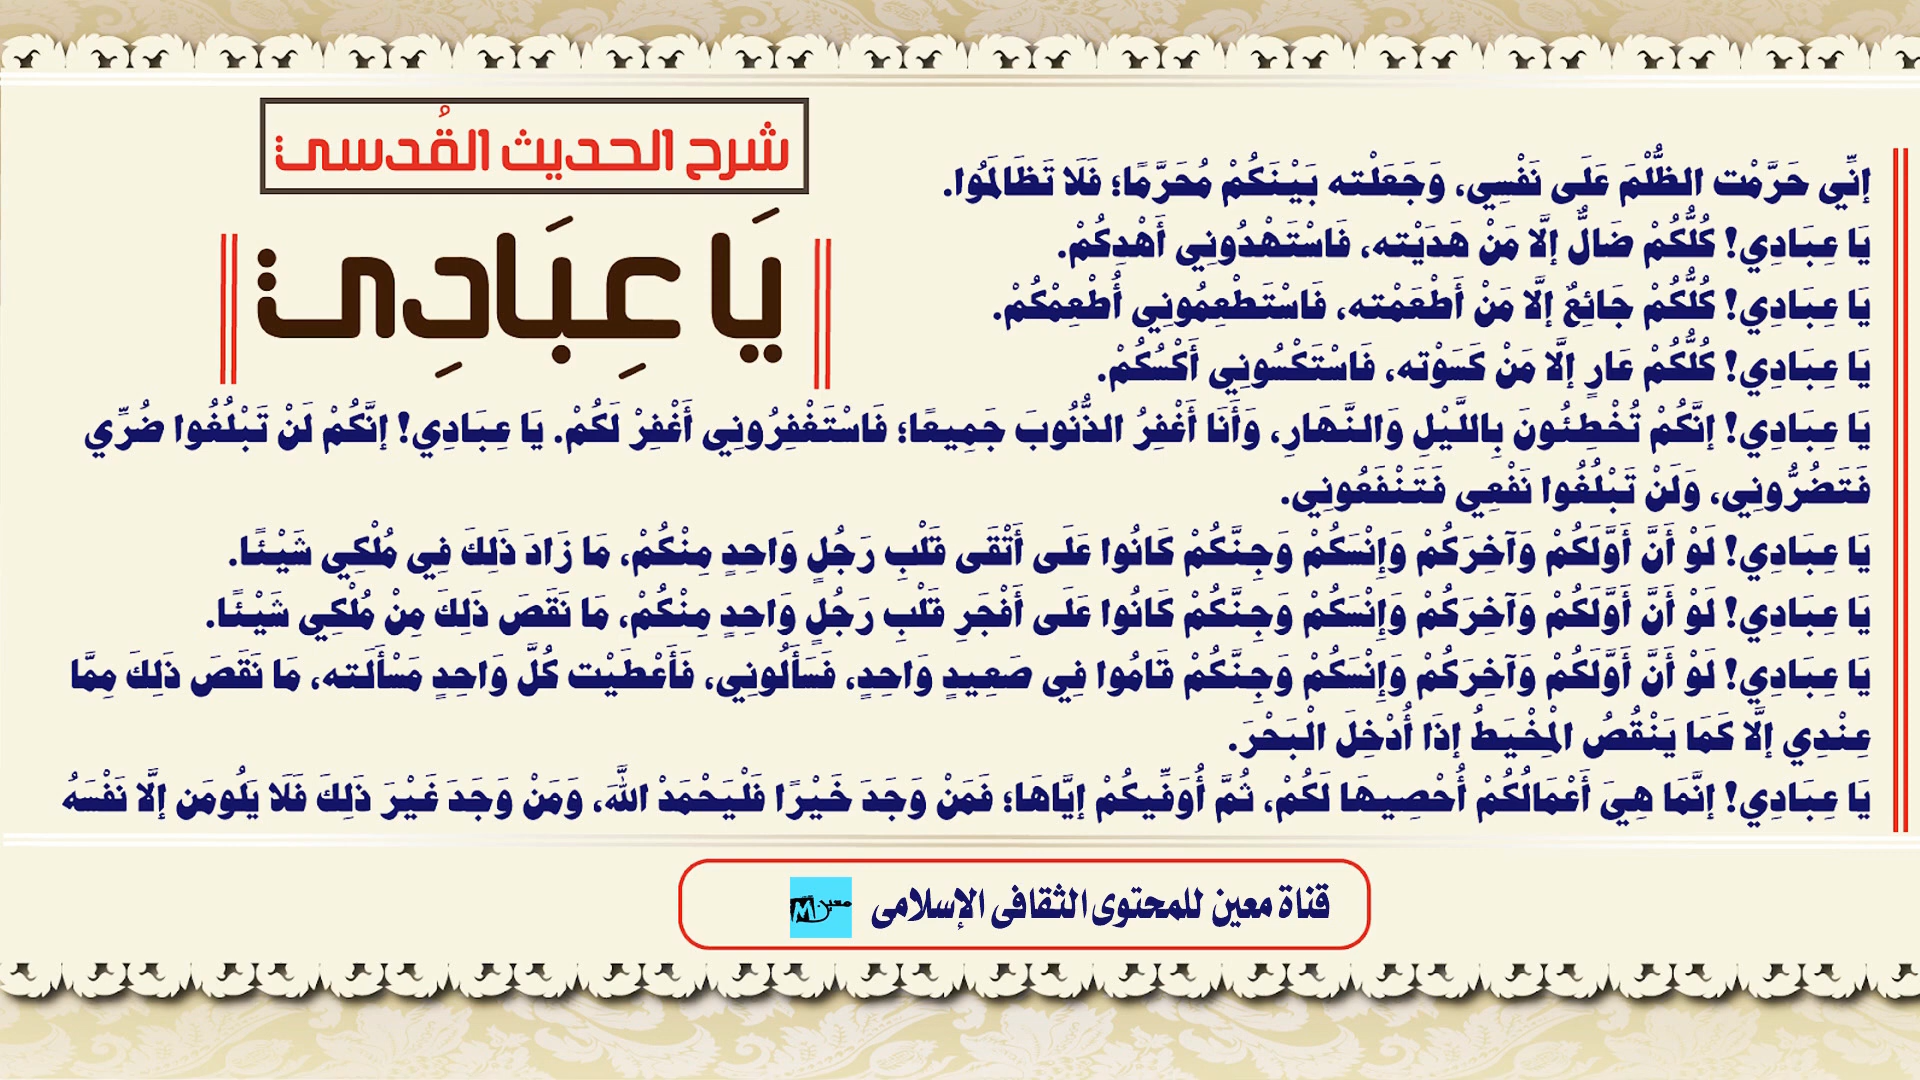 شرح الحديث القُدسى
يَا عِبَادِى
إنِّي حَرَّمْت الظُّلْمَ عَلَى نَفْسِي، وَجَعَلْته بَيْنَكُمْ مُحَرَّمًا؛ فَلَا تَظَالَمُوا.
يَا عِبَادِي! كُلُّكُمْ ضَالٌّ إلَّا مَنْ هَدَيْته، فَاسْتَهْدُونِي أَهْدِكُمْ.
يَا عِبَادِي! كُلُّكُمْ جَائِعٌ إلَّا مَنْ أَطْعَمْته، فَاسْتَطْعِمُونِي أُطْعِمْكُمْ.
يَا عِبَادِي! كُلُّكُمْ عَارٍ إلَّا مَنْ كَسَوْته، فَاسْتَكْسُونِي أَكْسُكُمْ.
يَا عِبَادِي! إنَّكُمْ تُخْطِئُونَ بِاللَّيْلِ وَالنَّهَارِ، وَأَنَا أَغْفِرُ الذُّنُوبَ جَمِيعًا؛ فَاسْتَغْفِرُونِي أَغْفِرْ لَكُمْ. يَا عِبَادِي! إنَّكُمْ لَنْ تَبْلُغُوا ضُرِّي
فَتَضُرُّونِي، وَلَنْ تَبْلُغُوا نَفْعِي فَتَنْفَعُونِي.
يَا عِبَادِي! لَوْ أَنَّ أَوَّلَكُمْ وَآخِرَكُمْ وَإِنْسَكُمْ وَجِنَّكُمْ كَانُوا عَلَى أَتْقَى قَلْبِ رَجُلٍ وَاحِدٍ مِنْكُمْ، مَا زَادَ ذَلِكَ فِي مُلْكِي شَيْئًا.
يَا عِبَادِي! لَوْ أَنَّ أَوَّلَكُمْ وَآخِرَكُمْ وَإِنْسَكُمْ وَجِنَّكُمْ كَانُوا عَلَى أَفْجَرِ قَلْبِ رَجُلٍ وَاحِدٍ مِنْكُمْ، مَا نَقَصَ ذَلِكَ مِنْ مُلْكِي شَيْئًا.
يَا عِبَادِي! لَوْ أَنَّ أَوَّلَكُمْ وَآخِرَكُمْ وَإِنْسَكُمْ وَجِنَّكُمْ قَامُوا فِي صَعِيدٍ وَاحِدٍ، فَسَأَلُونِي، فَأَعْطَيْت كُلَّ وَاحِدٍ مَسْأَلَته، مَا نَقَصَ ذَلِكَ مِمَّا
عِنْدِي إلَّا كَمَا يَنْقُصُ الْمِخْيَطُ إذَا أُدْخِلَ الْبَحْرَ.
يَا عِبَادِي! إنَّمَا هِيَ أَعْمَالُكُمْ أُحْصِيهَا لَكُمْ، ثُمَّ أُوَفِّيكُمْ إيَّاهَا؛ فَمَنْ وَجَدَ خَيْرًا فَلْيَحْمَدْ اللَّهَ، وَمَنْ وَجَدَ غَيْرَ ذَلِكَ فَلَا يَلُومَن إلَّا نَفْسَهُ
قناة معين للمحتوى الثقافى الإسلامى
معين M